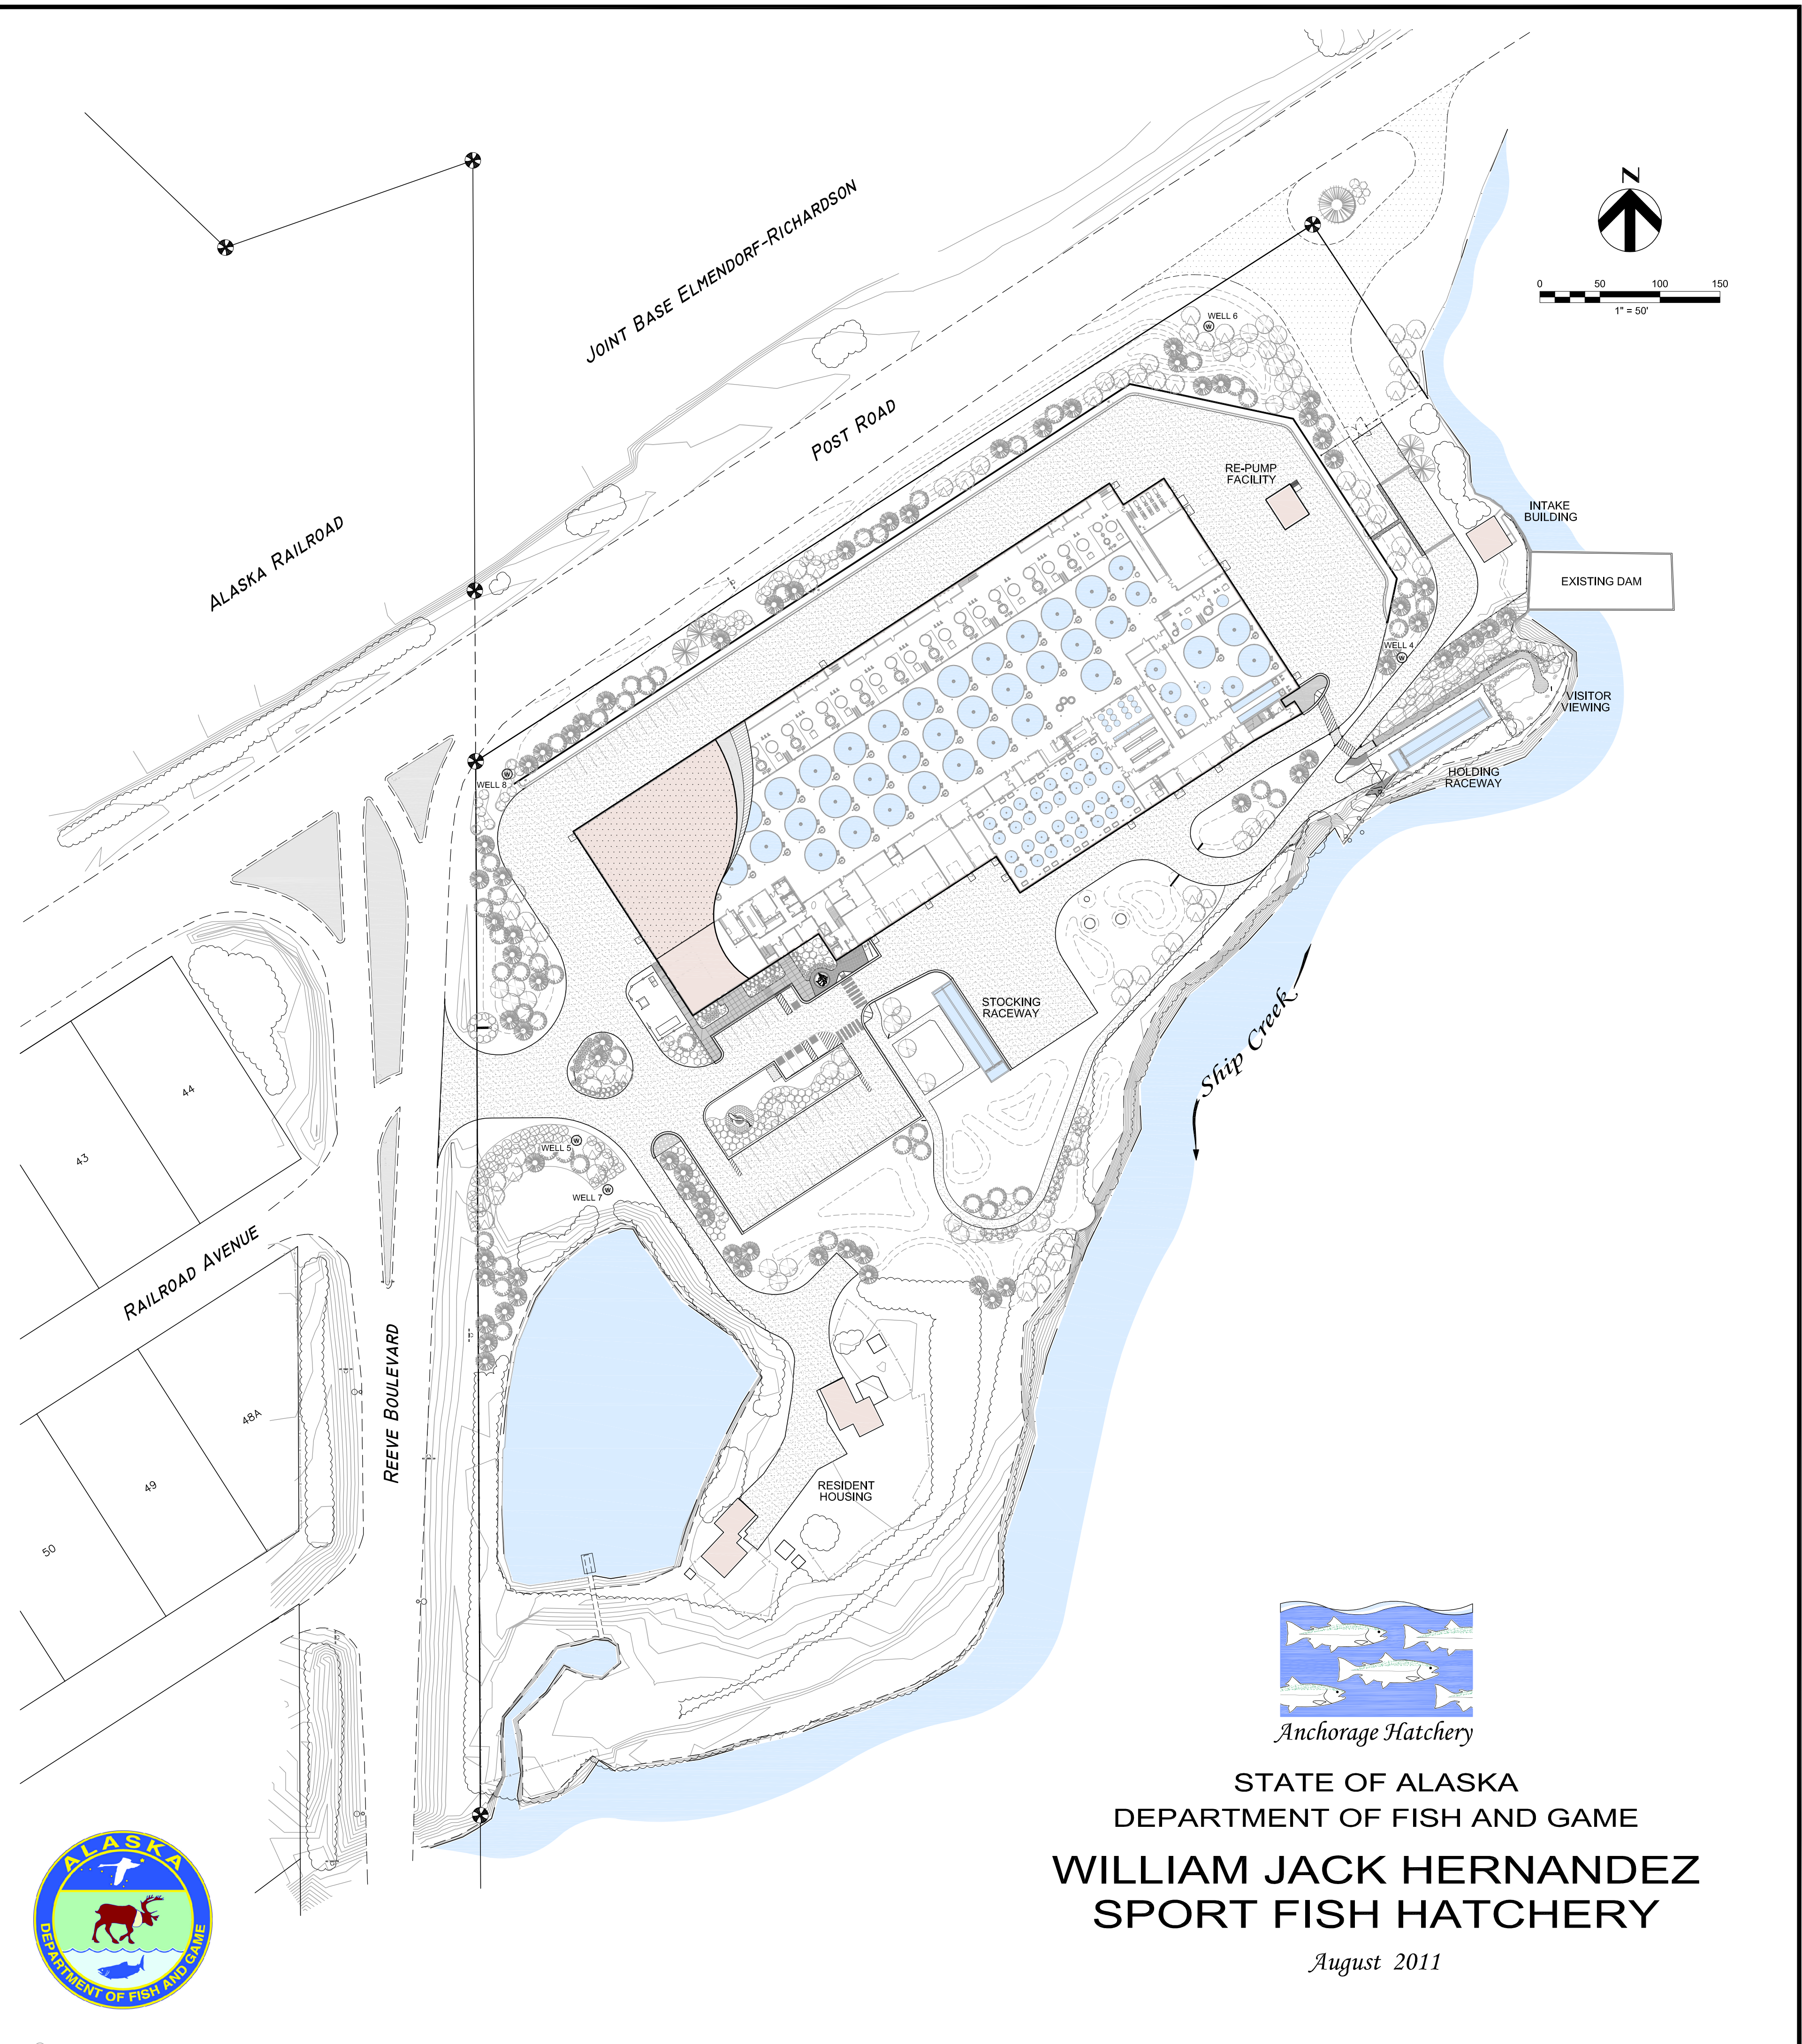 N
0 50 100 150
1" = 50'
JOINT BASE ELMENDORF-RICHARDSON
POST ROAD
ALASKA RAILROAD
WELL 6
RE-PUMP
FACILITY
INTAKE
BUILDING
EXISTING DAM
WELL 4
VISITOR
VIEWING
HOLDING
RACEWAY
WELL 8
STOCKING
RACEWAY
Ship Creek
44
43
WELL 5
WELL 7
RAILROAD AVENUE
REEVE BOULEVARD
48A
49
50
RESIDENT
HOUSING
Anchorage Hatchery
STATE OF ALASKA
DEPARTMENT OF FISH AND GAME
WILLIAM JACK HERNANDEZ
SPORT FISH HATCHERY
August 2011
ALASKA
DEPARTMENT OF FISH AND GAME